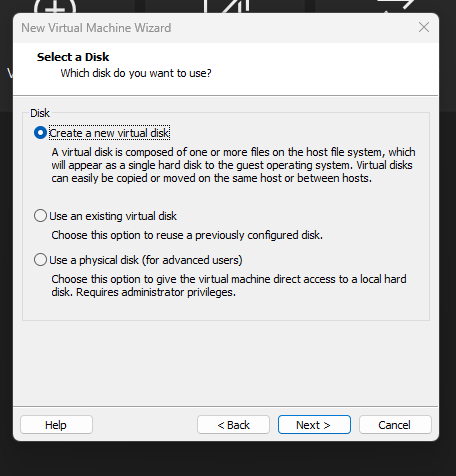 New Virtual Machine Wizard
Select a Disk
Which disk do you want to use?
Disk
Create a new virtual disk
A virtual disk is composed of one or more files on the host file system, which
will appear as a single hard disk to the guest operating system. Virtual disks
can easily be copied or moved on the same host or between hosts.
Use an existing virtual disk
Choose this option to reuse a previously configured disk.
Use a physical disk (for advanced users)
Choose this option to give the virtual machine direct access to a local hard
disk. Requires administrator privileges.
Help
< Back
Next >
Cancel